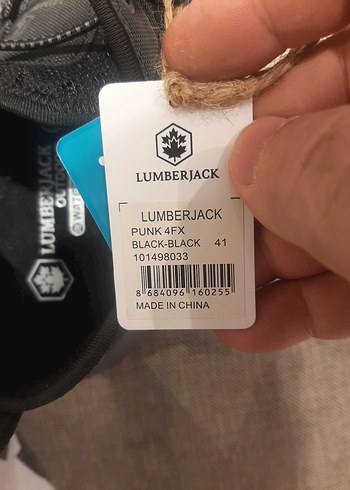 LUMBERJACK
LUMBERJACK
PUNK 4FX
BLACK-BLACK 41
101498033
8 684096 160255
MADE IN CHINA
LUMBERJACK